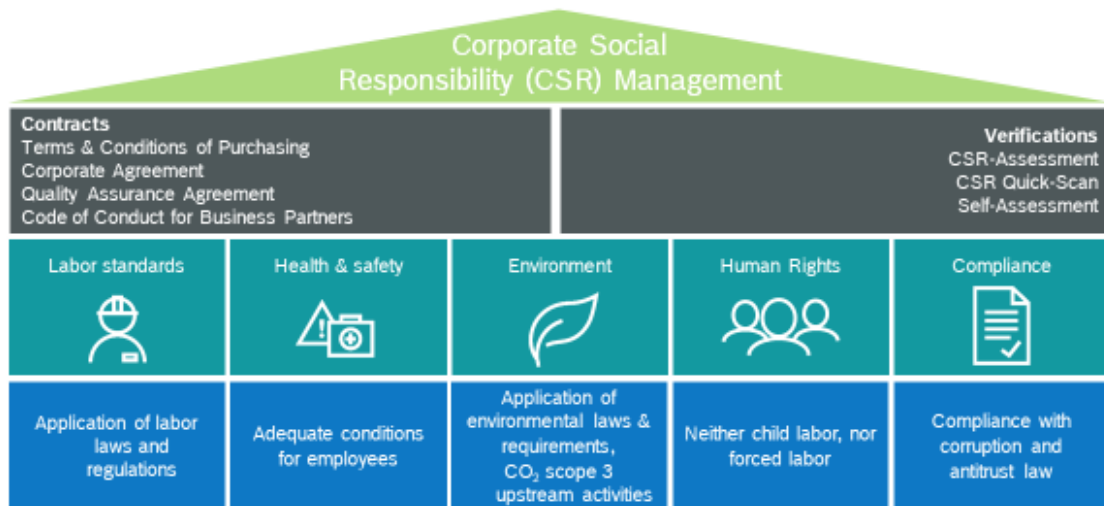 Corporate Social
Responsibility (CSR) Management
Contracts
Terms & Conditions of Purchasing
Corporate Agreement
Quality Assurance Agreement
Code of Conduct for Business Partners
Verifications
CSR-Assessment
CSR Quick-Scan
Self-Assessment
Labor standards
Health & safety
Environment
Human Rights
Compliance
Application of labor
laws and
regulations
Adequate conditions
for employees
Application of
environmental laws &
requirements,
CO₂ scope 3
upstream activities
Neither child labor, nor
forced labor
Compliance with
corruption and
antitrust law